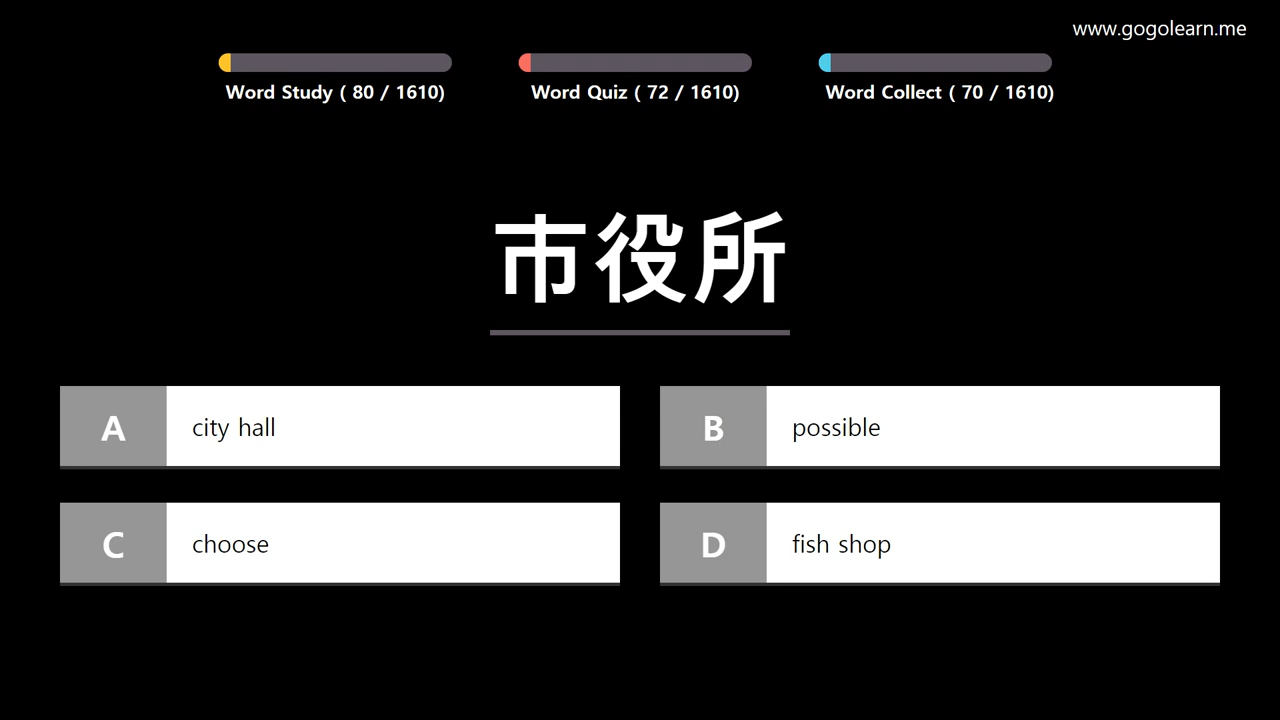 www.gogolearn.me
Word Study ( 80 / 1610)
Word Quiz ( 72 / 1610)
Word Collect ( 70 / 1610)
市役所
A city hall
B possible
C choose
D fish shop